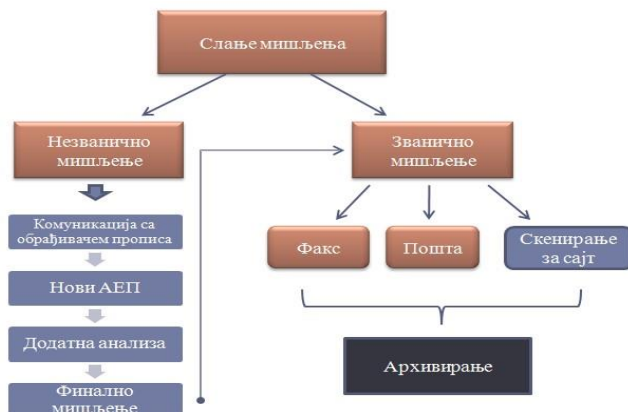 Слање мишљења
Незванично
мишљење
Званично
мишљење
Комуникација са
обрађивачем прописа
Нови АЕП
Додатна анализа
Финално
мишљење
Факс
Пошта
Скенирање
за сајт
Архивирање